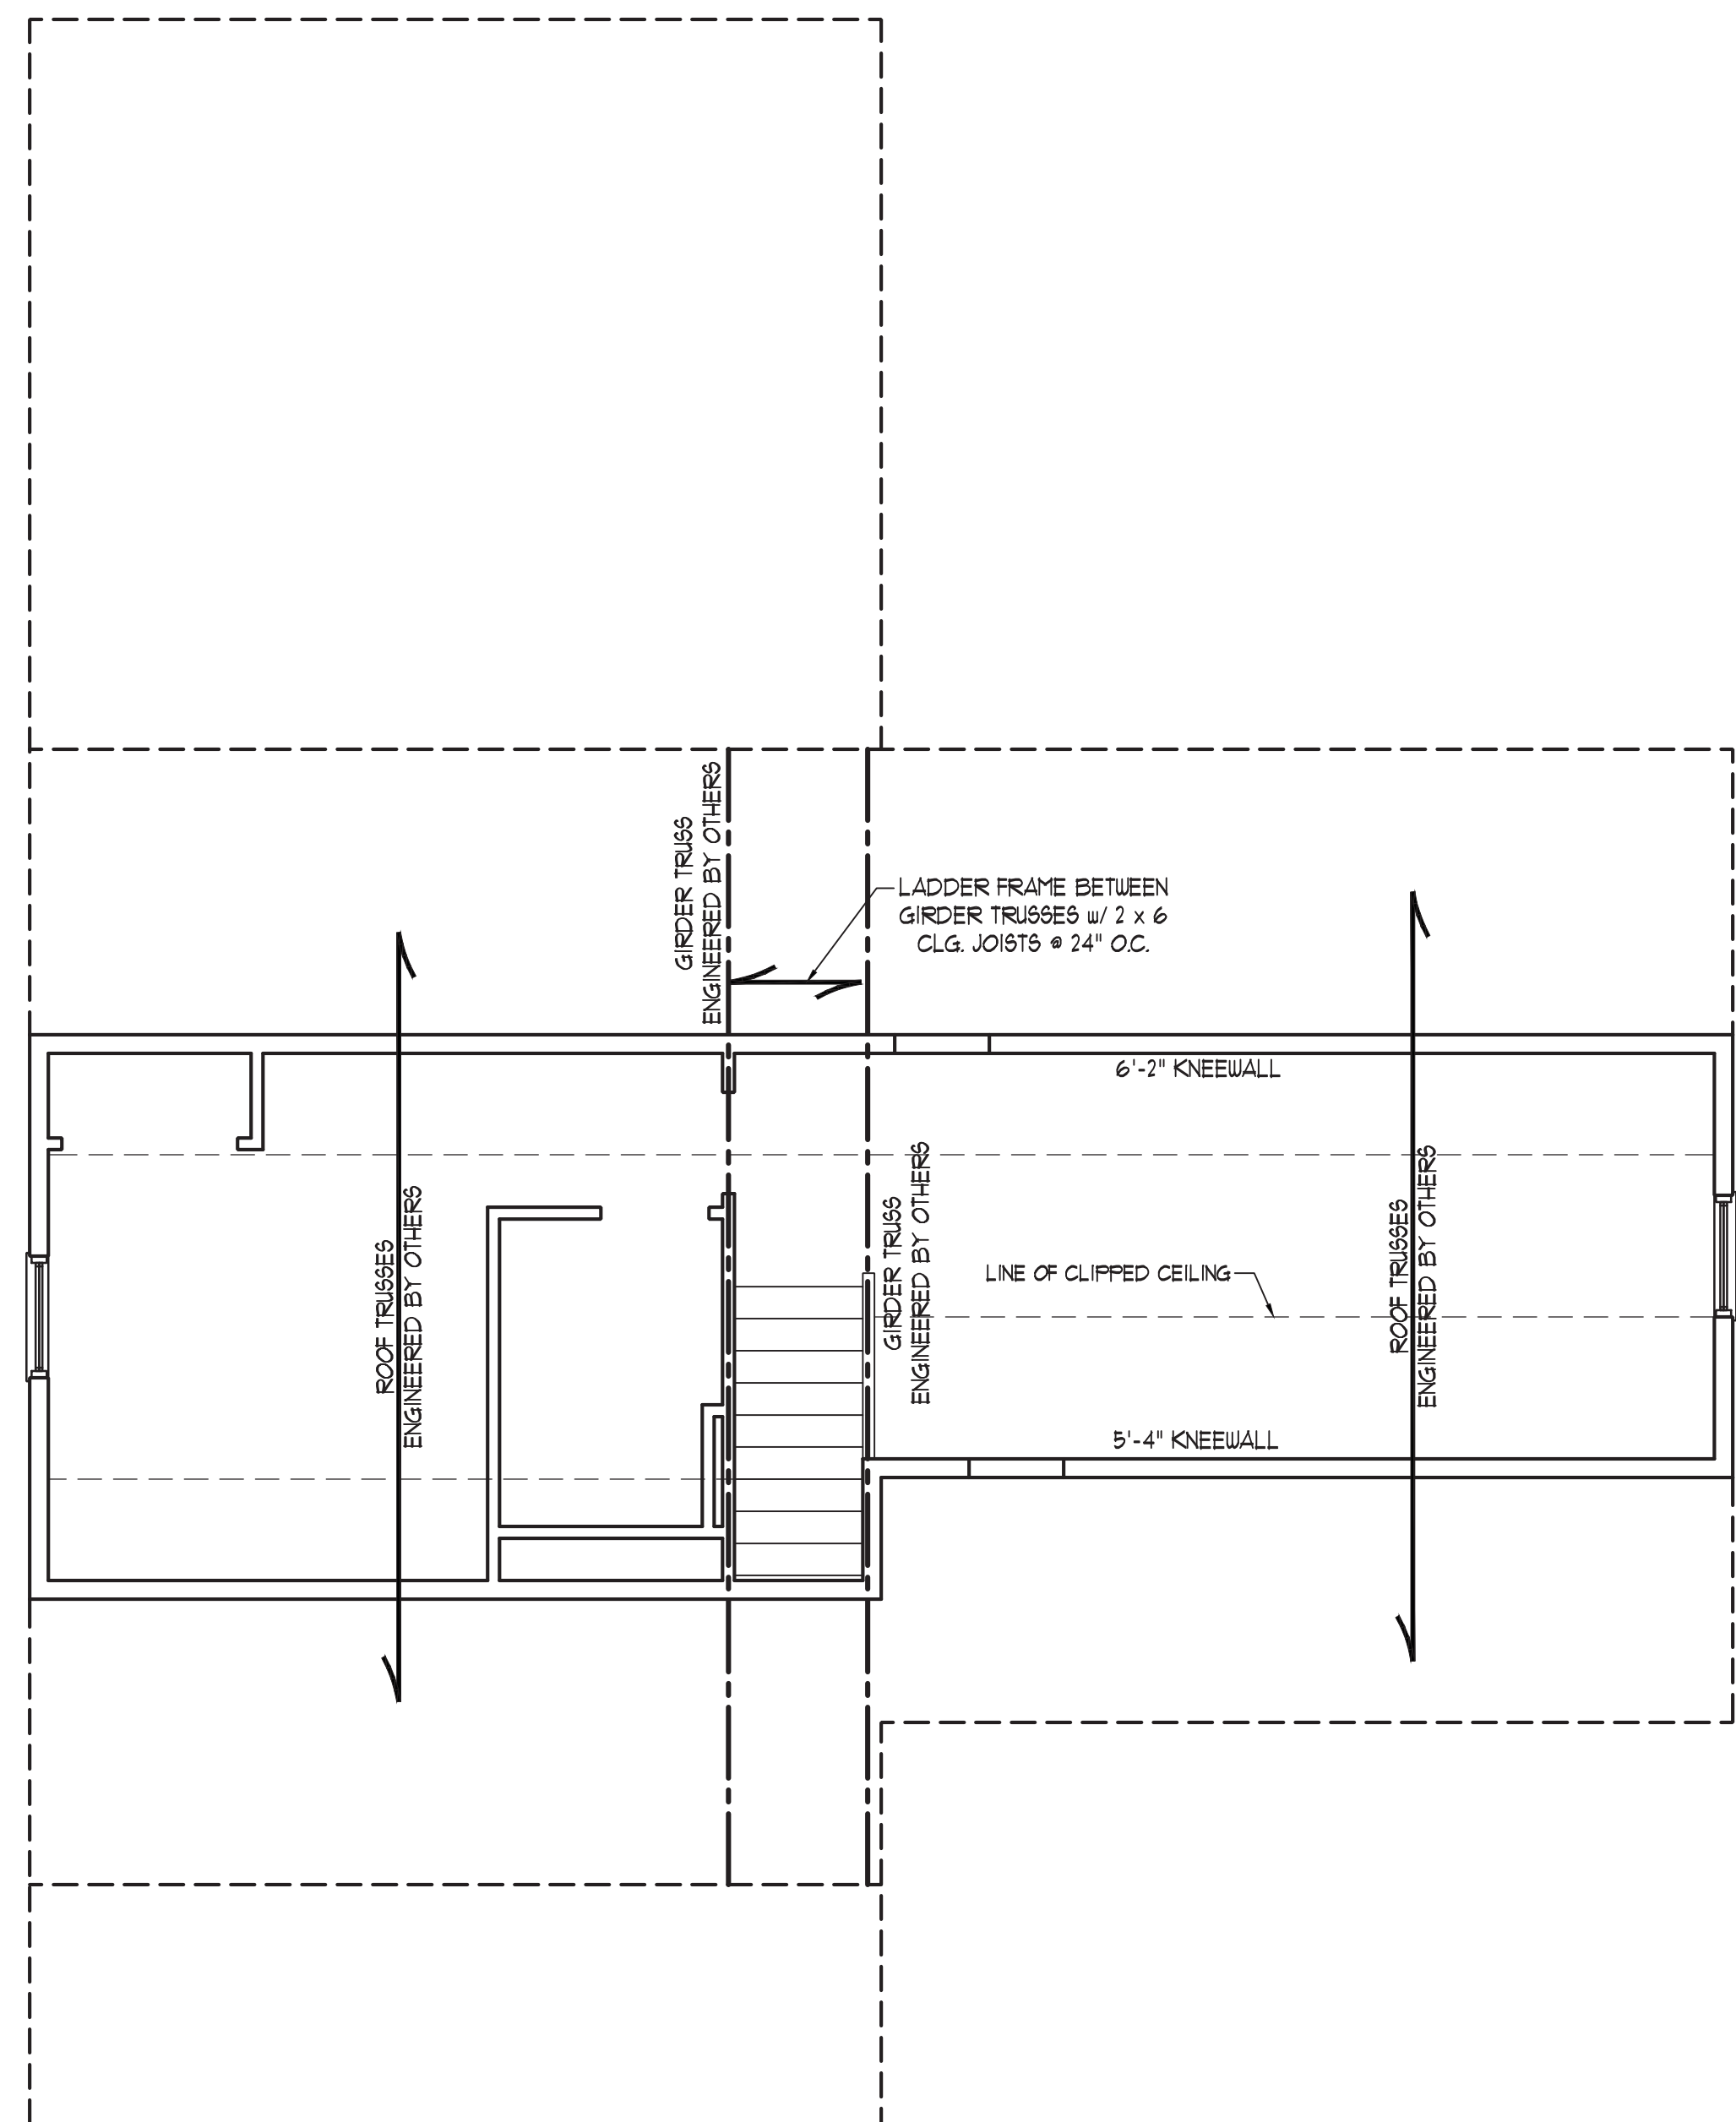 GIRDER TRUSS
ENGINEERED BY OTHERS
LADDER FRAME BETWEEN
GIRDER TRUSSES w/ 2 x 6
CLG. JOISTS @ 24" O.C.
6'-2" KNEEWALL
ROOF TRUSSES
ENGINEERED BY OTHERS
GIRDER TRUSS
ENGINEERED BY OTHERS
LINE OF CLIPPED CEILING
ROOF TRUSSES
ENGINEERED BY OTHERS
5'-4" KNEEWALL